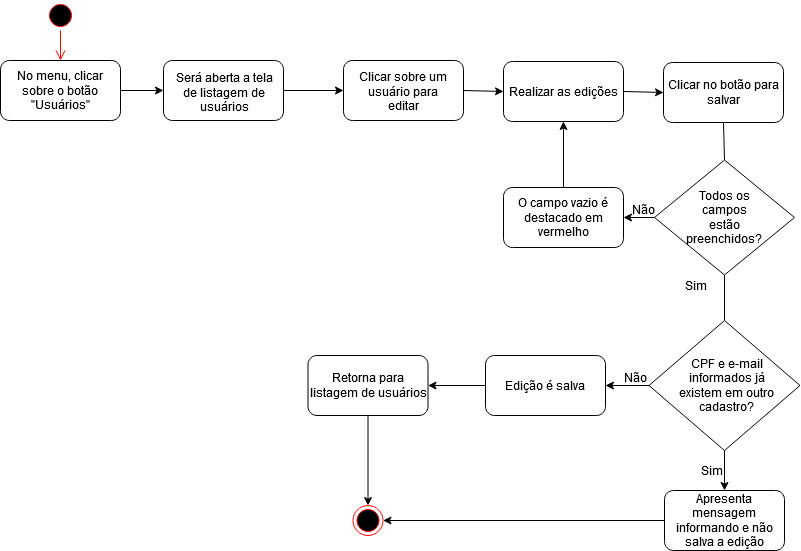 No menu, clicar
sobre o botão
"Usuários"
Será aberta a tela
de listagem de
usuários
Clicar sobre um
usuário para
editar
Realizar as edições
Clicar no botão para
salvar
O campo vazio é
destacado em
vermelho
Não
Todos os
campos
estão
preenchidos?
Sim
Retorna para
listagem de usuários
Edição é salva
Não
CPF e e-mail
informados já
existem em outro
cadastro?
Sim
Apresenta
mensagem
informando e não
salva a edição